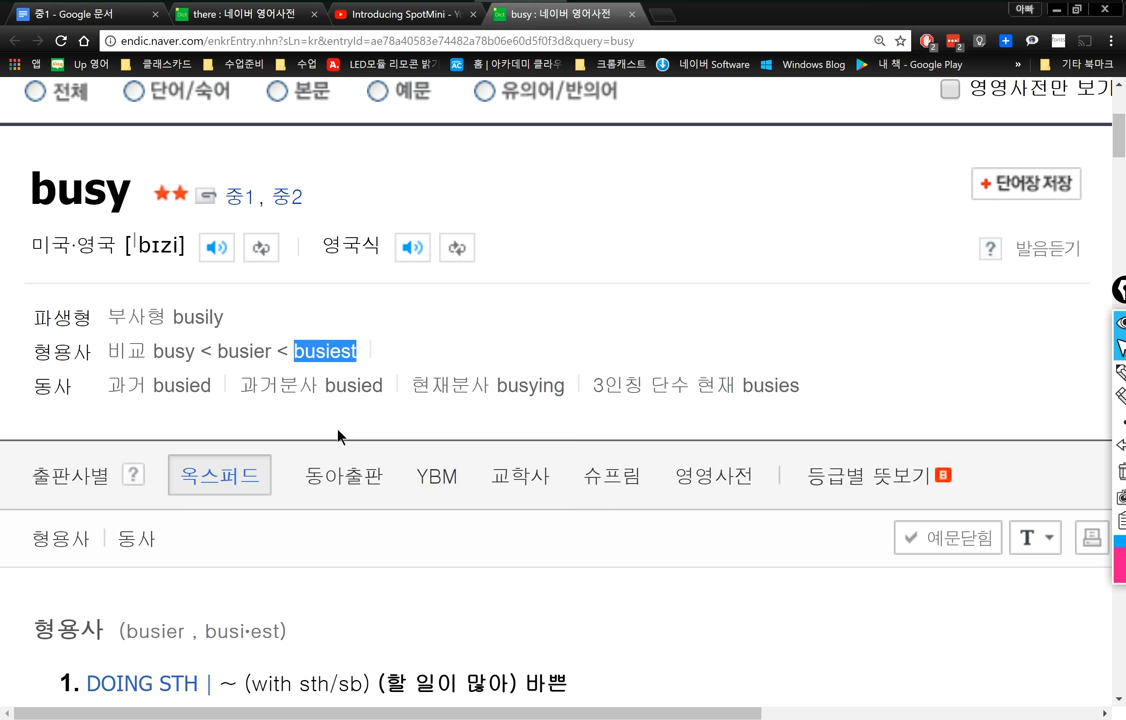 중1 - Google 문서
there : 네이버 영어사전
Introducing SpotMini - Y
busy : 네이버 영어사전
아빠
endic.naver.com/enkrEntry.nhn?sLn=kr&entryId=ae78a40583e74482a78b06e60d5f0f3d&query=busy
앱 Up 영어 클래스카드 수업준비 수업 LED모듈 리모콘 밝기 홈 | 아카데미 클라우 크롬캐스트 네이버 Software Windows Blog 내 책 - Google Play » 기타 북마크
전체 단어/숙어 본문 예문 유의어/반의어 영영사전만 보기
busy ★★ 중1, 중2
+ 단어장 저장
미국·영국 [ˈbɪzi] 영국식 ? 발음듣기
파생형 부사형 busily
형용사 비교 busy < busier < busiest
동사 과거 busied 과거분사 busied 현재분사 busying 3인칭 단수 현재 busies
출판사별 ? 옥스퍼드 동아출판 YBM 교학사 슈프림 영영사전 등급별 뜻보기 B
형용사 동사 예문닫힘 T
형용사 (busier , busi·est)
1. DOING STH | ~ (with sth/sb) (할 일이 많아) 바쁜